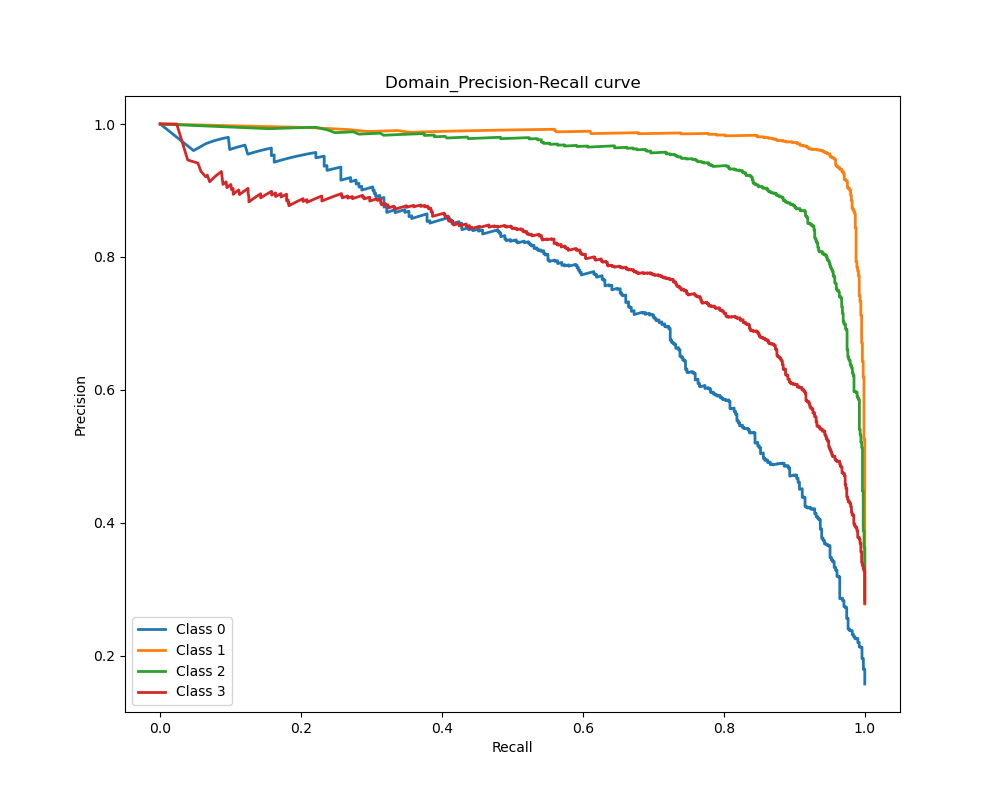 Domain_Precision-Recall curve
1.0
0.8
0.6
0.4
0.2
Precision
Class 0
Class 1
Class 2
Class 3
0.0 0.2 0.4 0.6 0.8 1.0
Recall